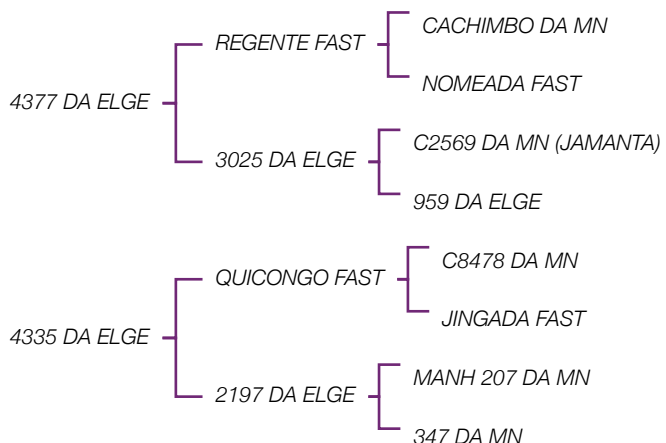 CACHIMBO DA MN
REGENTE FAST
NOMEADA FAST
4377 DA ELGE
C2569 DA MN (JAMANTA)
3025 DA ELGE
959 DA ELGE
C8478 DA MN
QUICONGO FAST
JINGADA FAST
4335 DA ELGE
MANH 207 DA MN
2197 DA ELGE
347 DA MN